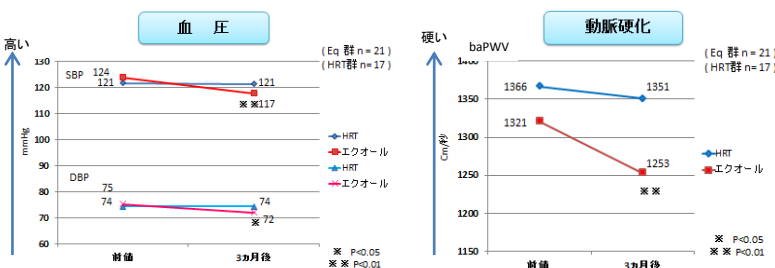 血 圧
高い
( Eq 群 n = 21 )
( HRT群 n= 17 )
130
120
110
100
90
80
70
60
mmHg
SBP
124
121
121
※※117
DBP
75
74
74
※ 72
HRT
エクオール
HRT
エクオール
前値
3カ月後
※ P<0.05
※※ P<0.01
動脈硬化
硬い
baPWV
( Eq 群 n = 21 )
( HRT群 n= 17 )
1400
1350
1300
1250
1200
1150
Cm/秒
1366
1351
1321
1253
※※
HRT
エクオール
前値
3カ月後
※ P<0.05
※※ P<0.01